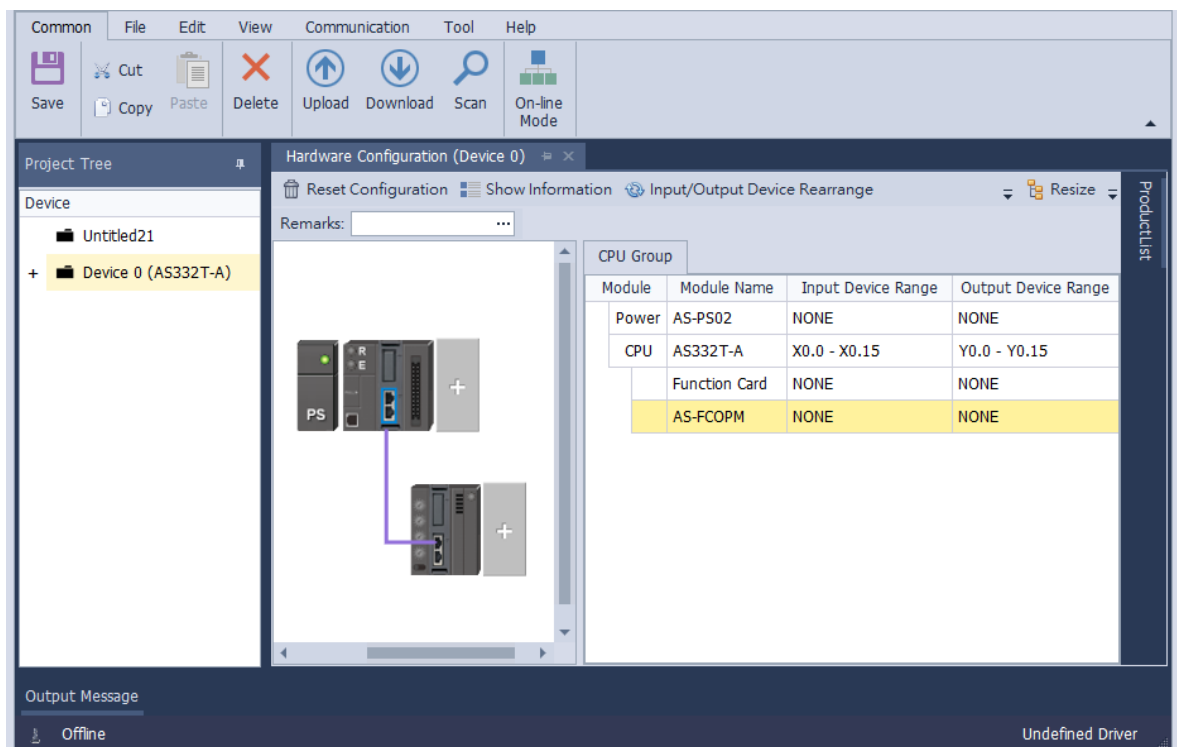 Common File Edit View Communication Tool Help
Save Cut Copy Paste Delete Upload Download Scan On-line Mode
Project Tree
Hardware Configuration (Device 0)
Reset Configuration Show Information Input/Output Device Rearrange Resize
Remarks: ...
ProductList
Device
Untitled21
+ Device 0 (AS332T-A)
R
E
PS
+
+
CPU Group
Module Module Name Input Device Range Output Device Range
Power AS-PS02 NONE NONE
CPU AS332T-A X0.0 - X0.15 Y0.0 - Y0.15
Function Card NONE NONE
AS-FCOPM NONE NONE
Output Message
Offline Undefined Driver